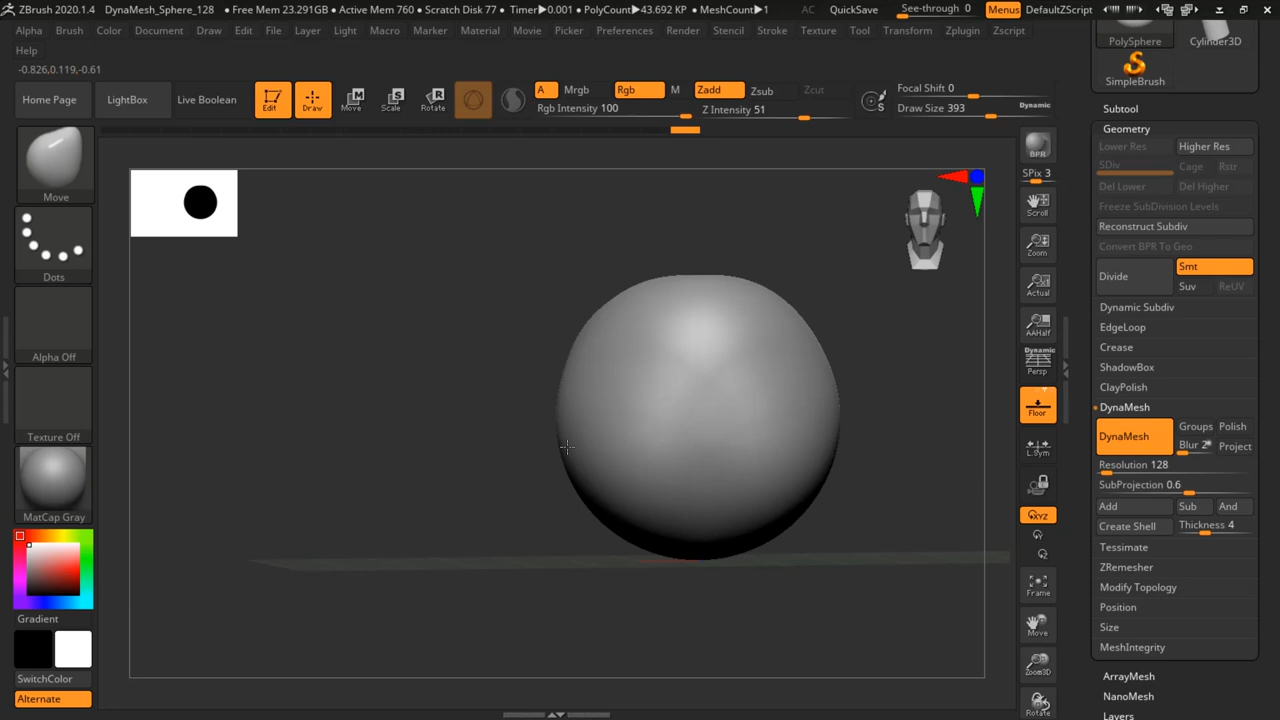 ZBrush 2020.1.4 DynaMesh_Sphere_128 • Free Mem 23.291GB • Active Mem 760 • Scratch Disk 77 • Timer▶0.001 • PolyCount▶43.692 KP • MeshCount▶1 AC QuickSave See-through 0 Menus DefaultZScript
Alpha Brush Color Document Draw Edit File Layer Light Macro Marker Material Movie Picker Preferences Render Stencil Stroke Texture Tool Transform Zplugin Zscript
Help
-0.826,0.119,-0.61
Home Page LightBox Live Boolean Edit Draw Move Scale Rotate
A Mrgb Rgb M Zadd Zsub Zcut Focal Shift 0
Rgb Intensity 100 Z Intensity 51 Draw Size 393 Dynamic
Move
Dots
Alpha Off
Texture Off
MatCap Gray
Gradient
SwitchColor
Alternate
BPR
SPix 3
Scroll
Zoom
Actual
AAHalf
Dynamic
Persp
Floor
L.Sym
XYZ
Y
Z
Frame
Move
Zoom3D
Rotate
PolySphere Cylinder3D
SimpleBrush
Subtool
Geometry
Lower Res Higher Res
SDiv Cage Rstr
Del Lower Del Higher
Freeze SubDivision Levels
Reconstruct Subdiv
Convert BPR To Geo
Divide Smt
Suv ReUV
Dynamic Subdiv
EdgeLoop
Crease
ShadowBox
ClayPolish
DynaMesh
DynaMesh Groups Polish
Blur 2 Project
Resolution 128
SubProjection 0.6
Add Sub And
Create Shell Thickness 4
Tessimate
ZRemesher
Modify Topology
Position
Size
MeshIntegrity
ArrayMesh
NanoMesh
Layers